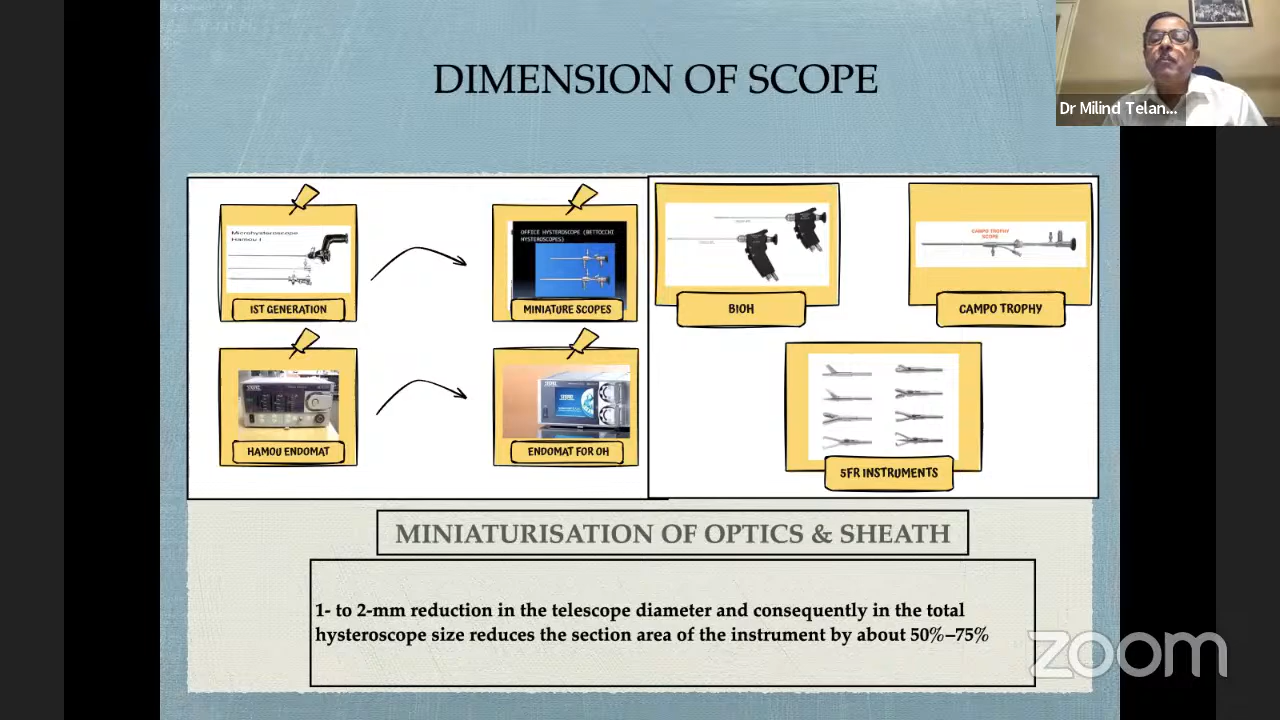 DIMENSION OF SCOPE
Dr Milind Telan...
Microhysteroscope
Hamou I
1ST GENERATION
OFFICE HYSTEROSCOPE (BETTOCCHI
HYSTEROSCOPES)
MINIATURE SCOPES
BIOH
CAMPO TROPHY
SCOPE
CAMPO TROPHY
HAMOU ENDOMAT
ENDOMAT FOR OH
5FR INSTRUMENTS
MINIATURISATION OF OPTICS & SHEATH
1- to 2-mm reduction in the telescope diameter and consequently in the total
hysteroscope size reduces the section area of the instrument by about 50%–75%
zoom